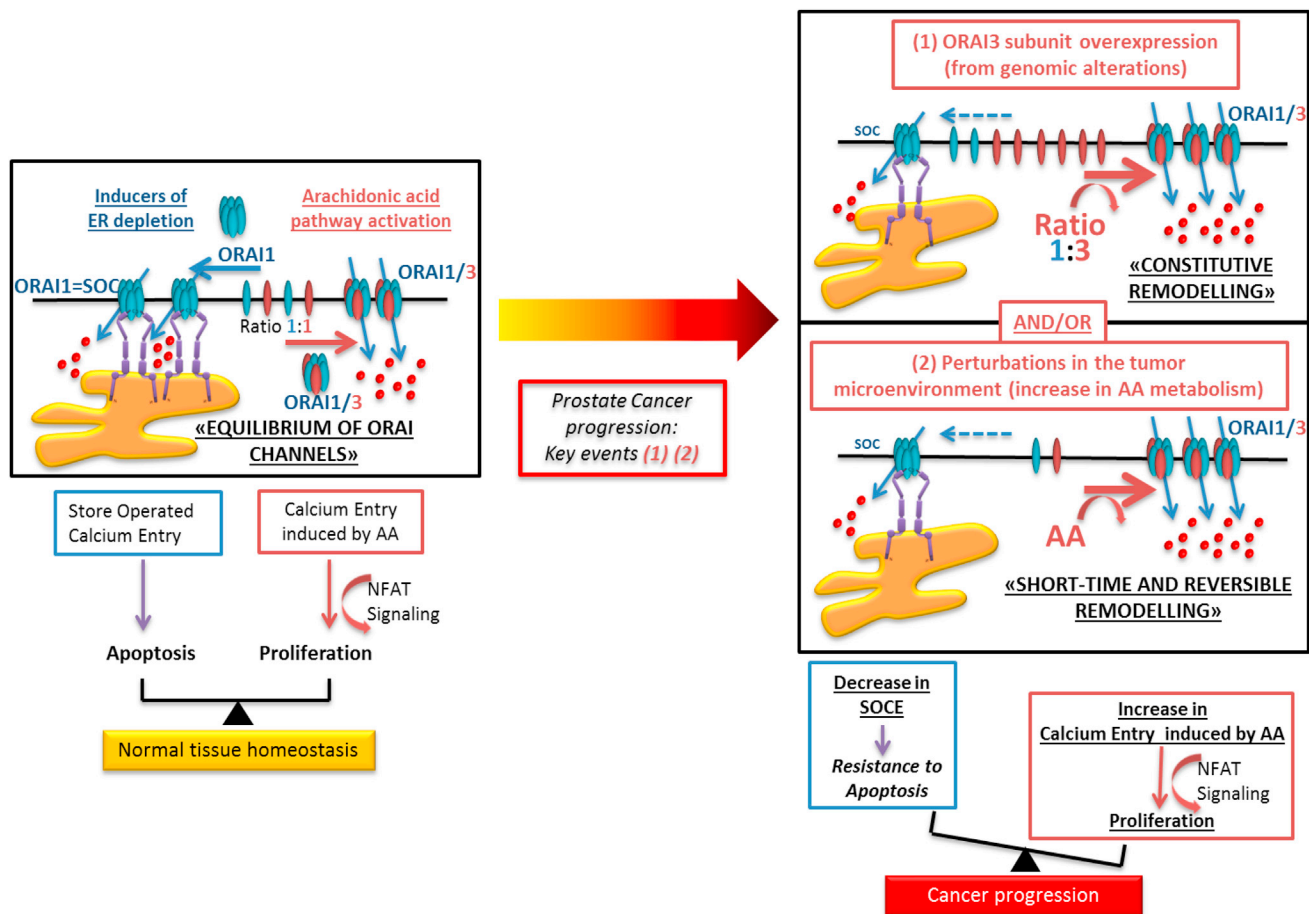 Inducers of
ER depletion
Arachidonic acid
pathway activation
ORAI1
ORAI1=SOC
ORAI1/3
Ratio 1:1
ORAI1/3
«EQUILIBRIUM OF ORAI
CHANNELS»
Store Operated
Calcium Entry
Calcium Entry
induced by AA
NFAT
Signaling
Apoptosis
Proliferation
Normal tissue homeostasis
Prostate Cancer
progression:
Key events (1) (2)
(1) ORAI3 subunit overexpression
(from genomic alterations)
SOC
ORAI1/3
Ratio
1:3
«CONSTITUTIVE
REMODELLING»
AND/OR
(2) Perturbations in the tumor
microenvironment (increase in AA metabolism)
SOC
ORAI1/3
AA
«SHORT-TIME AND REVERSIBLE
REMODELLING»
Decrease in
SOCE
Resistance to
Apoptosis
Increase in
Calcium Entry induced by AA
NFAT
Signaling
Proliferation
Cancer progression